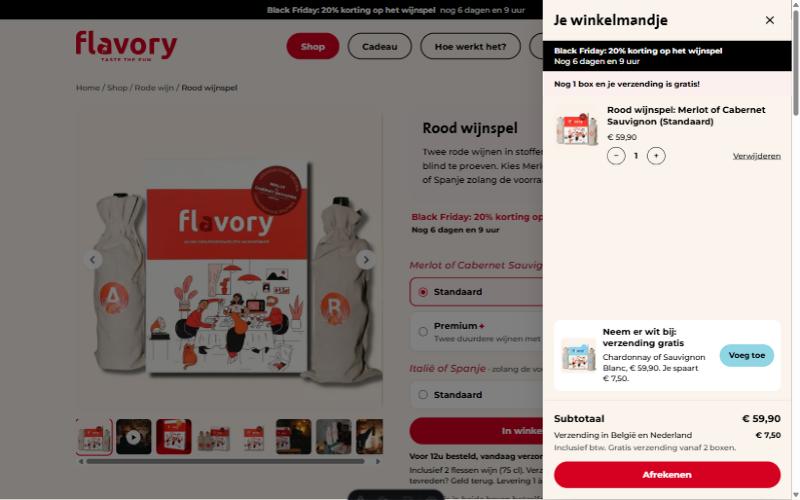 Black Friday: 20% korting op het wijnspel nog 6 dagen en 9 uur
flavory
TASTE THE FUN
Shop
Cadeau
Hoe werkt het?
Home / Shop / Rode wijn / Rood wijnspel
flavory
A
B
Rood wijnspel
Twee rode wijnen in stoffen
blind te proeven. Kies Merl
of Spanje zolang de voorra
Black Friday: 20% korting op
Nog 6 dagen en 9 uur
Merlot of Cabernet Sauvig
Standaard
Premium
Twee duurdere wijnen met
Italië of Spanje - zolang de vo
Standaard
In winke
Voor 12u besteld, vandaag verzon
Inclusief 2 flessen wijn (75 cl). Verz
tevreden? Geld terug. Levering 1 à
Je winkelmandje
Black Friday: 20% korting op het wijnspel
Nog 6 dagen en 9 uur
Nog 1 box en je verzending is gratis!
Rood wijnspel: Merlot of Cabernet
Sauvignon (Standaard)
€ 59,90
− 1 +
Verwijderen
Neem er wit bij:
verzending gratis
Chardonnay of Sauvignon
Blanc, € 59,90. Je spaart
€ 7,50.
Voeg toe
Subtotaal € 59,90
Verzending in België en Nederland € 7,50
Inclusief btw. Gratis verzending vanaf 2 boxen.
Afrekenen